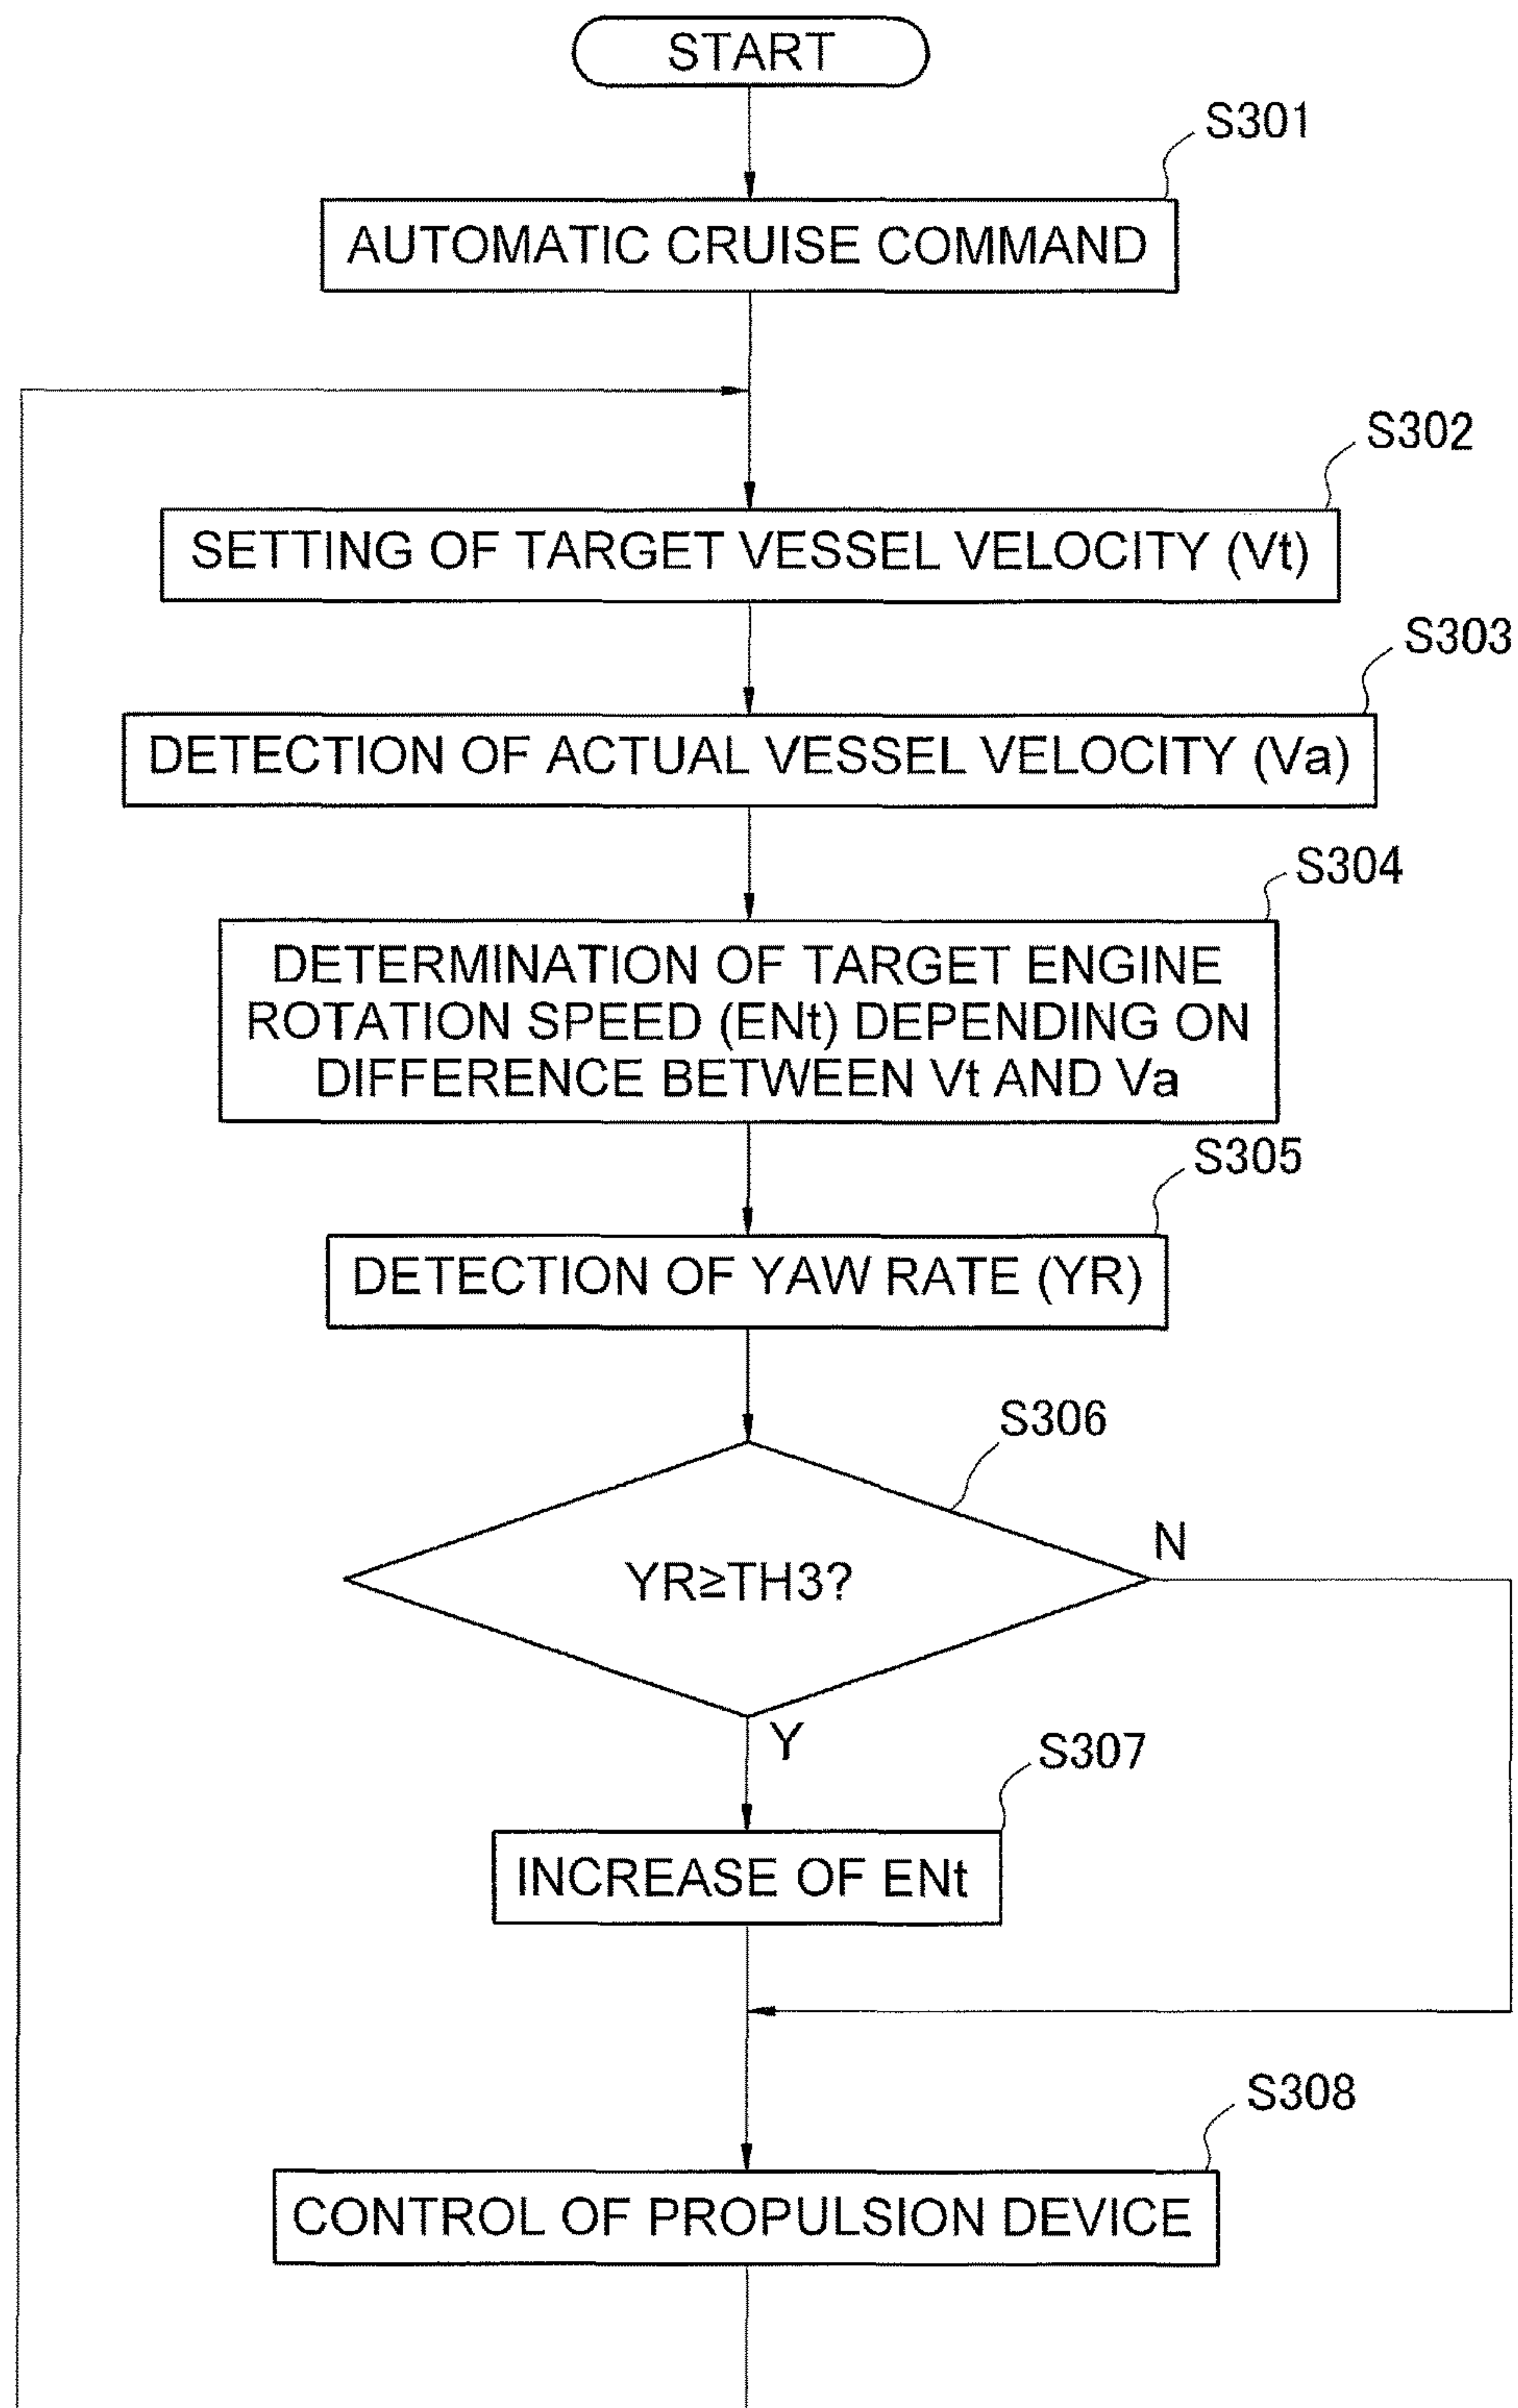 START
S301
AUTOMATIC CRUISE COMMAND
S302
SETTING OF TARGET VESSEL VELOCITY (Vt)
S303
DETECTION OF ACTUAL VESSEL VELOCITY (Va)
S304
DETERMINATION OF TARGET ENGINE
ROTATION SPEED (ENt) DEPENDING ON
DIFFERENCE BETWEEN Vt AND Va
S305
DETECTION OF YAW RATE (YR)
S306
YR≥TH3?
N
Y
S307
INCREASE OF ENt
S308
CONTROL OF PROPULSION DEVICE